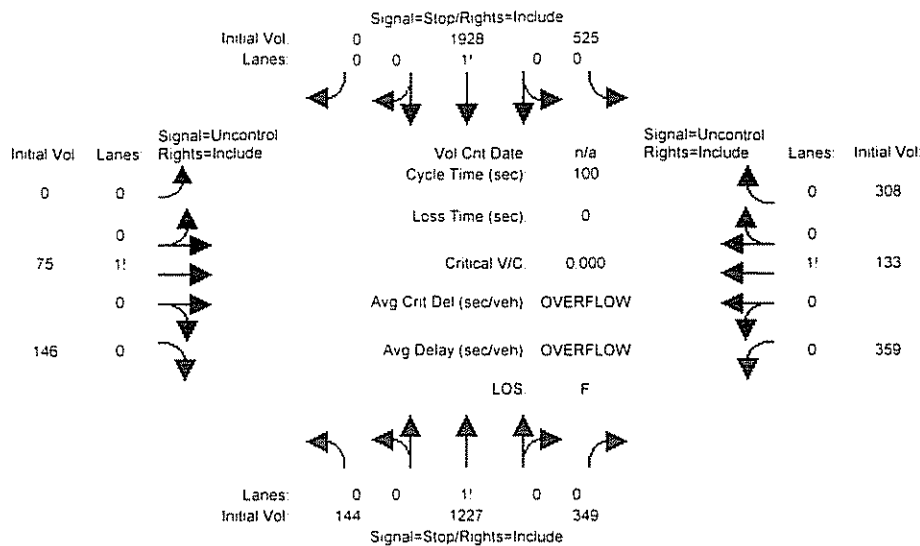 Signal=Stop/Rights=Include
Initial Vol: 0 1928 525
Lanes: 0 0 1! 0 0
Signal=Uncontrol Signal=Uncontrol
Initial Vol Lanes: Rights=Include Vol Cnt Date n/a Rights=Include Lanes: Initial Vol:
Cycle Time (sec): 100
0 0 0 308
Loss Time (sec): 0
0 0
75 1! Critical V/C: 0.000 1! 133
0 Avg Crit Del (sec/veh) OVERFLOW 0
146 0 Avg Delay (sec/veh) OVERFLOW 0 359
LOS: F
Lanes: 0 0 1! 0 0
Initial Vol: 144 1227 349
Signal=Stop/Rights=Include